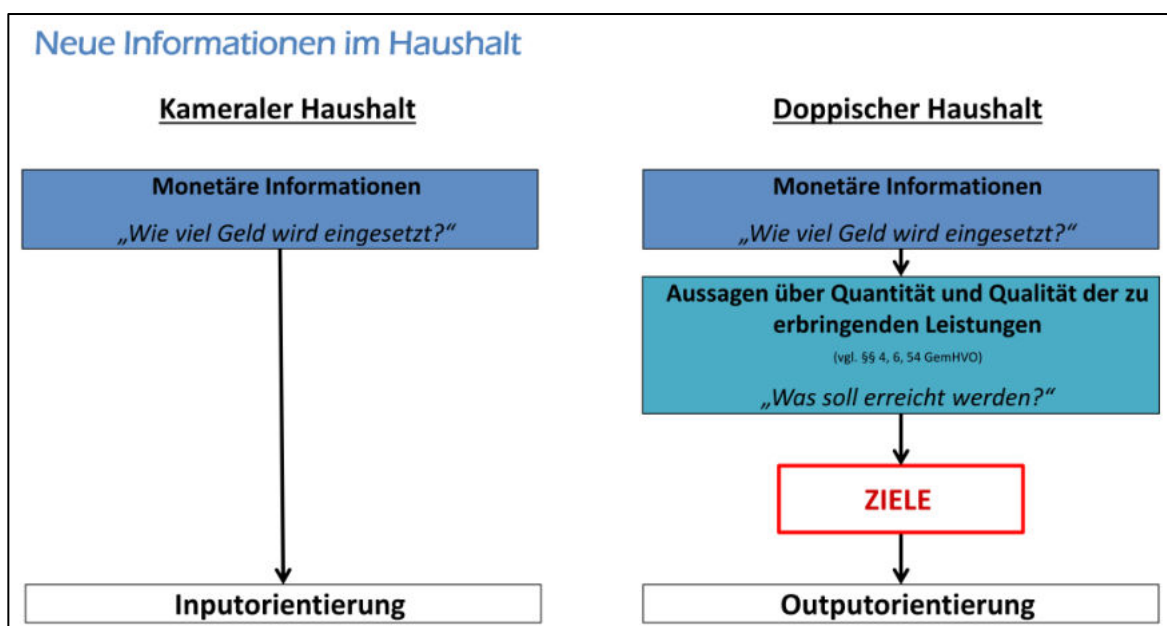 Neue Informationen im Haushalt
Kameraler Haushalt
Monetäre Informationen
„Wie viel Geld wird eingesetzt?“
Inputorientierung
Doppischer Haushalt
Monetäre Informationen
„Wie viel Geld wird eingesetzt?“
Aussagen über Quantität und Qualität der zu
erbringenden Leistungen
(vgl. §§ 4, 6, 54 GemHVO)
„Was soll erreicht werden?“
ZIELE
Outputorientierung